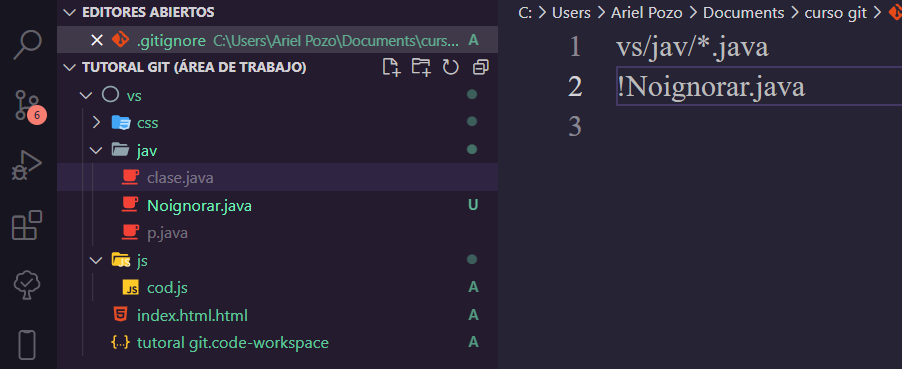 EDITORES ABIERTOS
.gitignore C:\Users\Ariel Pozo\Documents\curs... A
TUTORAL GIT (ÁREA DE TRABAJO)
vs
css
jav
clase.java
Noignorar.java U
p.java
js
JS cod.js A
index.html.html A
tutoral git.code-workspace A
6
C: > Users > Ariel Pozo > Documents > curso git >
1 vs/jav/*.java
2 !Noignorar.java
3